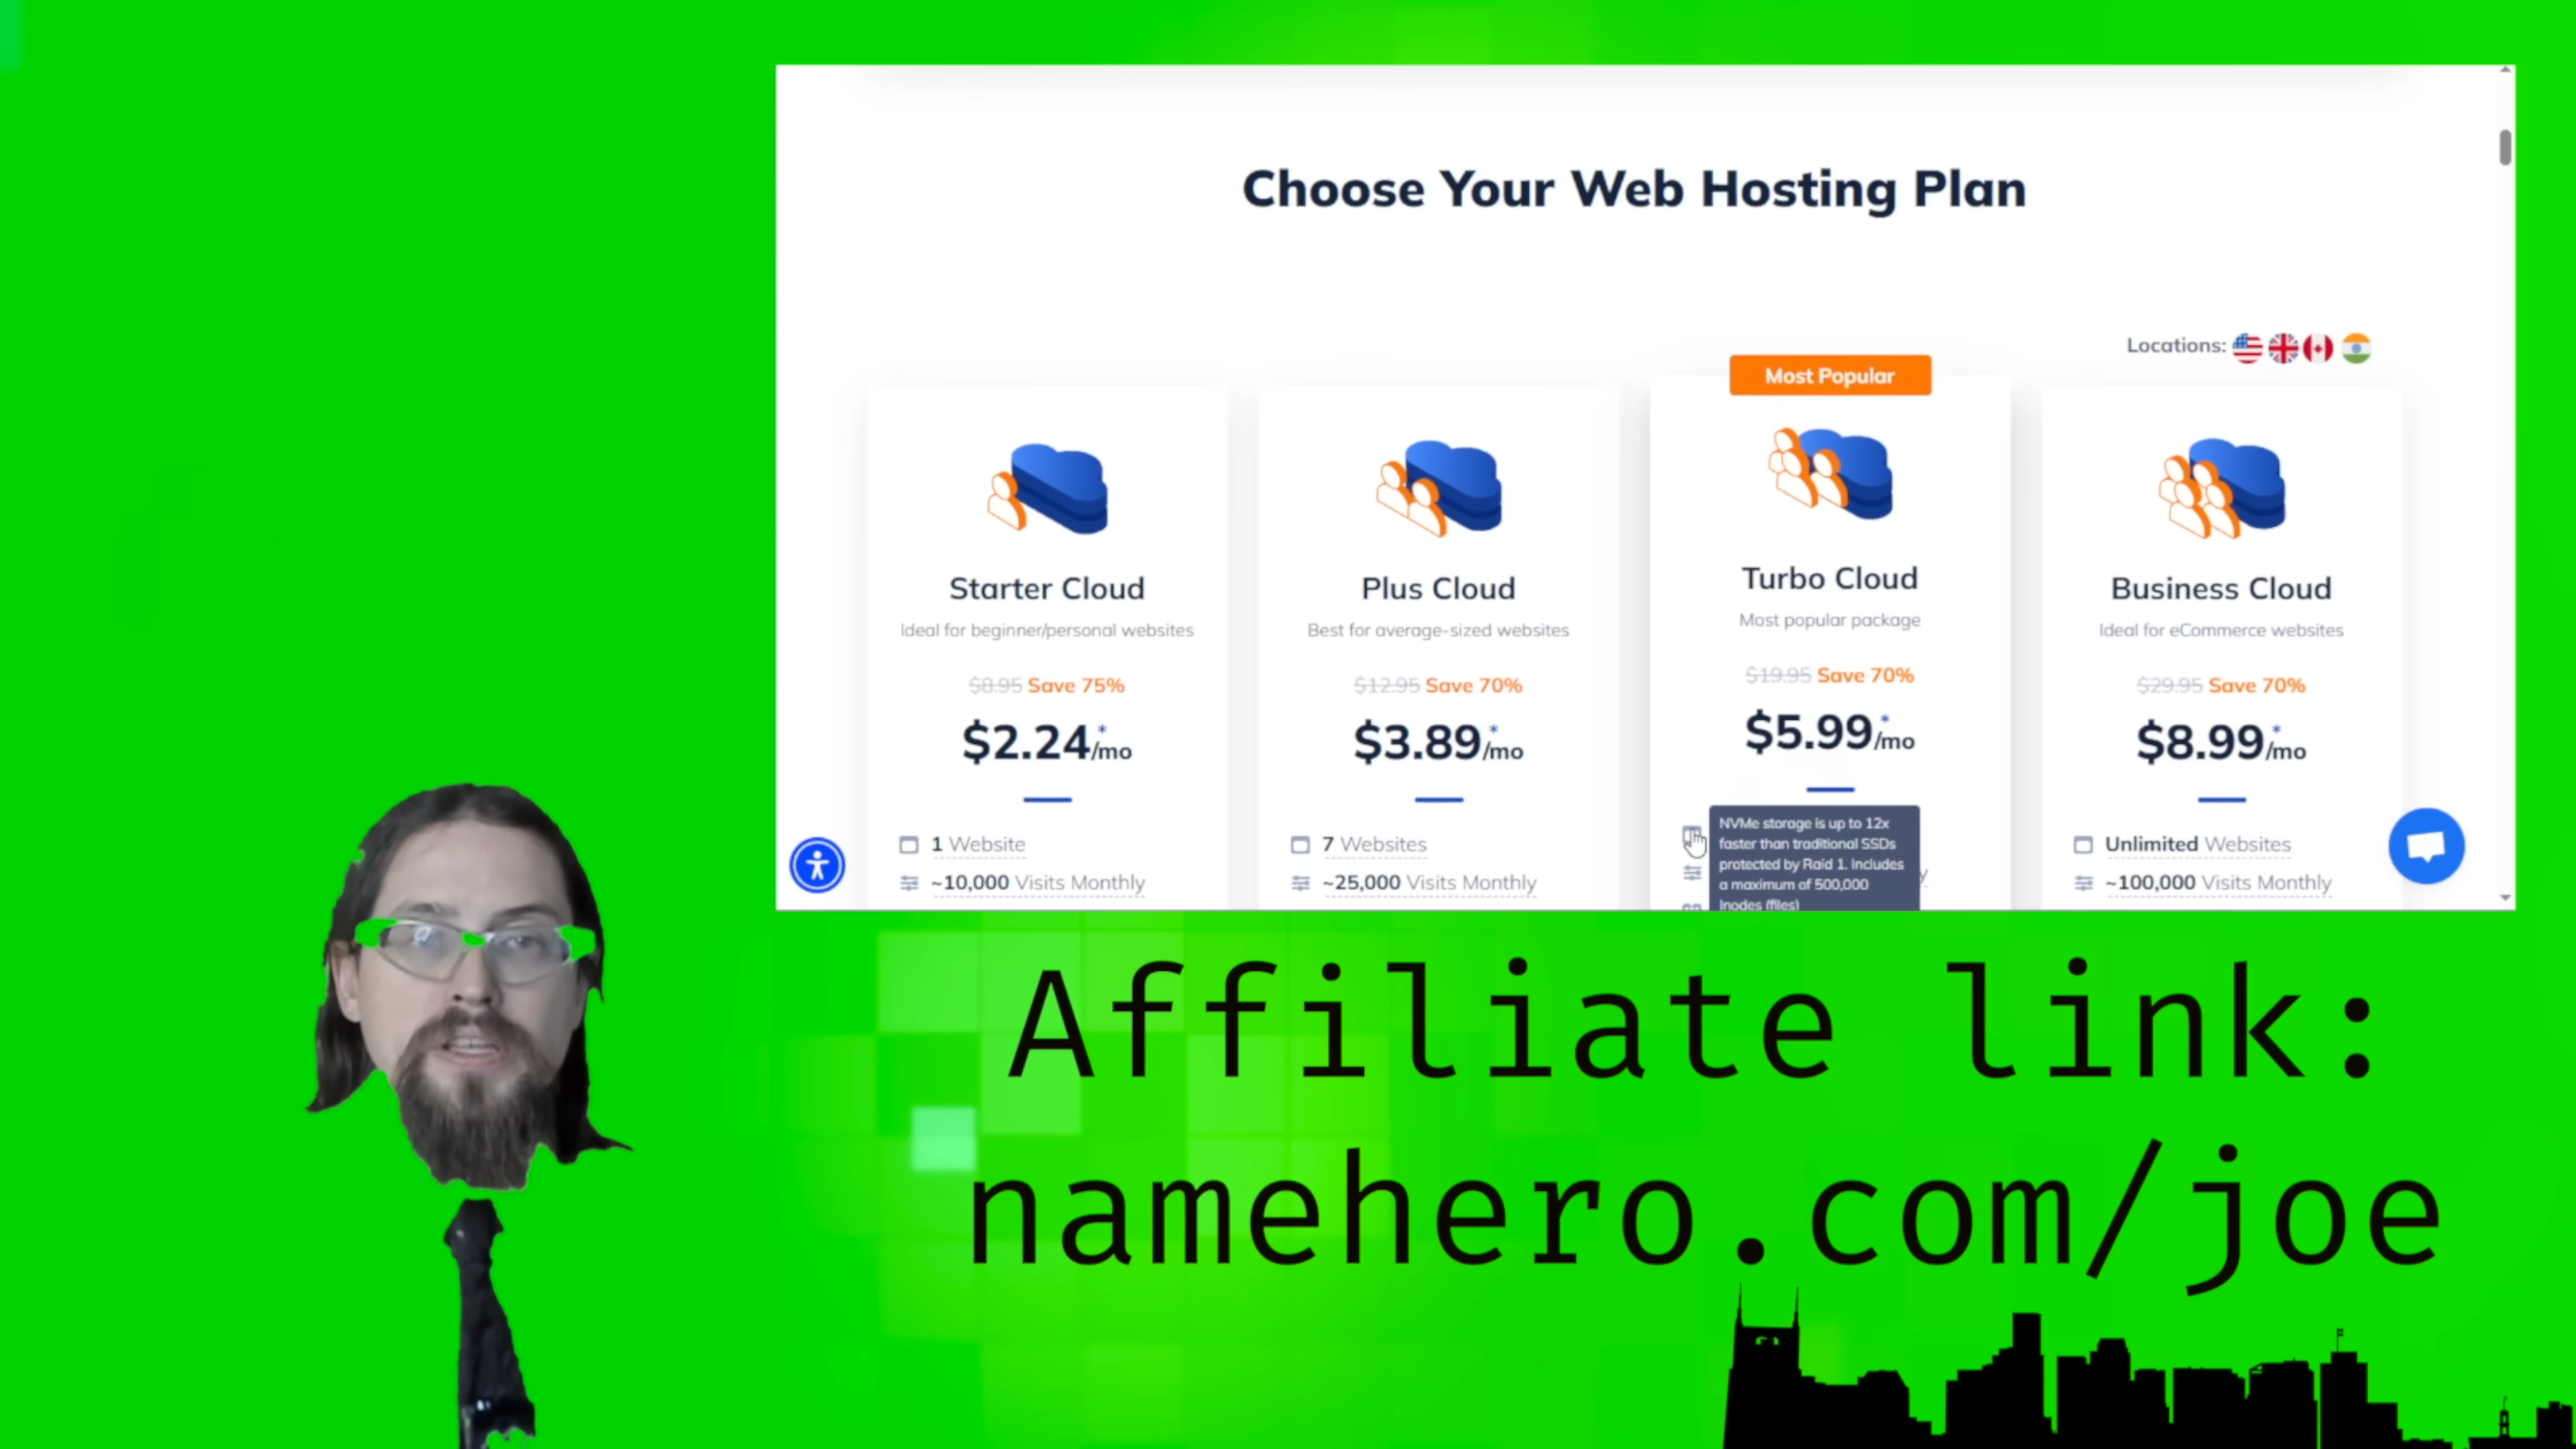 Choose Your Web Hosting Plan
Locations:
Most Popular
Starter Cloud
Ideal for beginner/personal websites
$8.95 Save 75%
$2.24/mo*
1 Website
~10,000 Visits Monthly
Plus Cloud
Best for average-sized websites
$12.95 Save 70%
$3.89/mo*
7 Websites
~25,000 Visits Monthly
Turbo Cloud
Most popular package
$19.95 Save 70%
$5.99/mo*
NVMe storage is up to 12x
faster than traditional SSDs
protected by Raid 1. Includes
a maximum of 500,000
Inodes (files)
y
Business Cloud
Ideal for eCommerce websites
$29.95 Save 70%
$8.99/mo*
Unlimited Websites
~100,000 Visits Monthly
Affiliate link:
namehero.com/joe